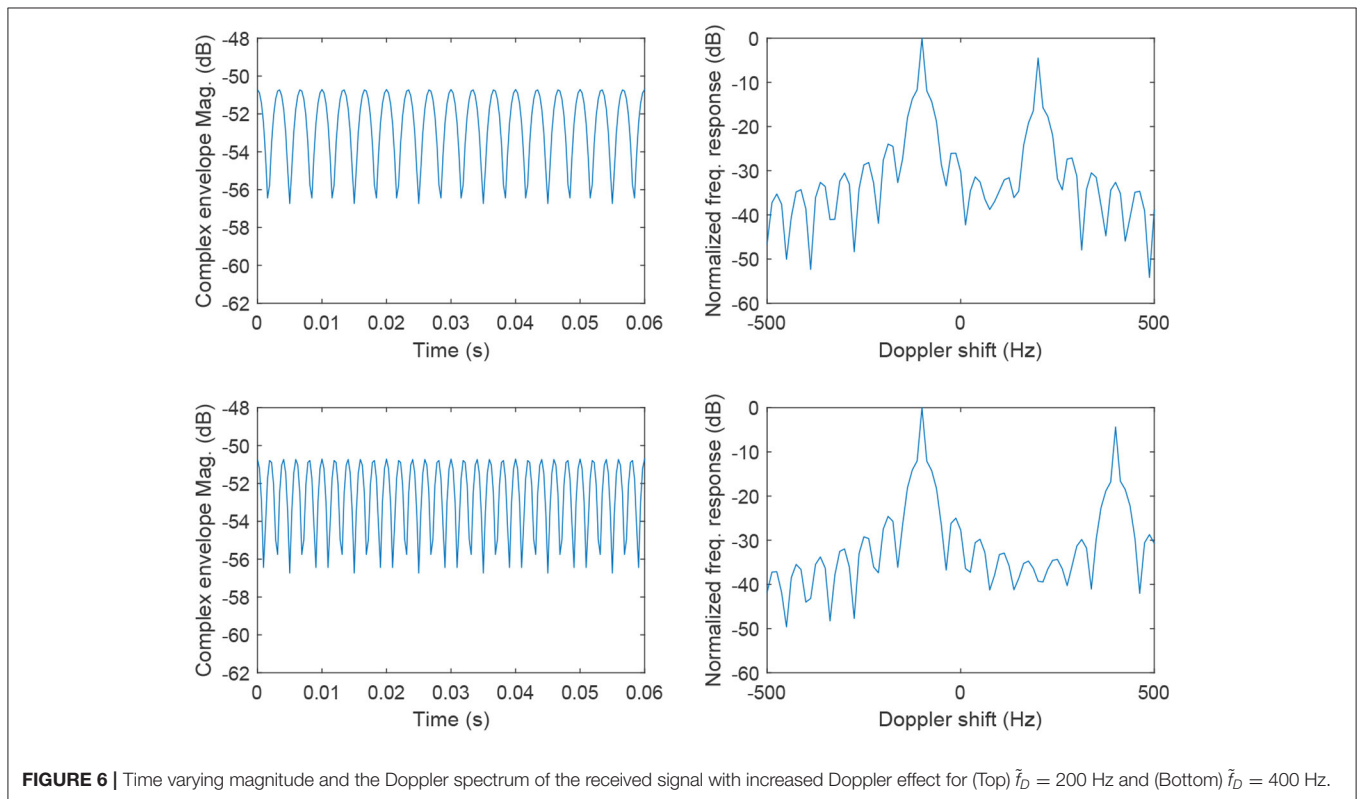 -48
-50
-52
-54
-56
-58
-60
-62
Complex envelope Mag. (dB)
0 0.01 0.02 0.03 0.04 0.05 0.06
Time (s)
0
-10
-20
-30
-40
-50
-60
Normalized freq. response (dB)
-500 0 500
Doppler shift (Hz)
-48
-50
-52
-54
-56
-58
-60
-62
Complex envelope Mag. (dB)
0 0.01 0.02 0.03 0.04 0.05 0.06
Time (s)
0
-10
-20
-30
-40
-50
-60
Normalized freq. response (dB)
-500 0 500
Doppler shift (Hz)
FIGURE 6 | Time varying magnitude and the Doppler spectrum of the received signal with increased Doppler effect for (Top) f̃_D = 200 Hz and (Bottom) f̃_D = 400 Hz.